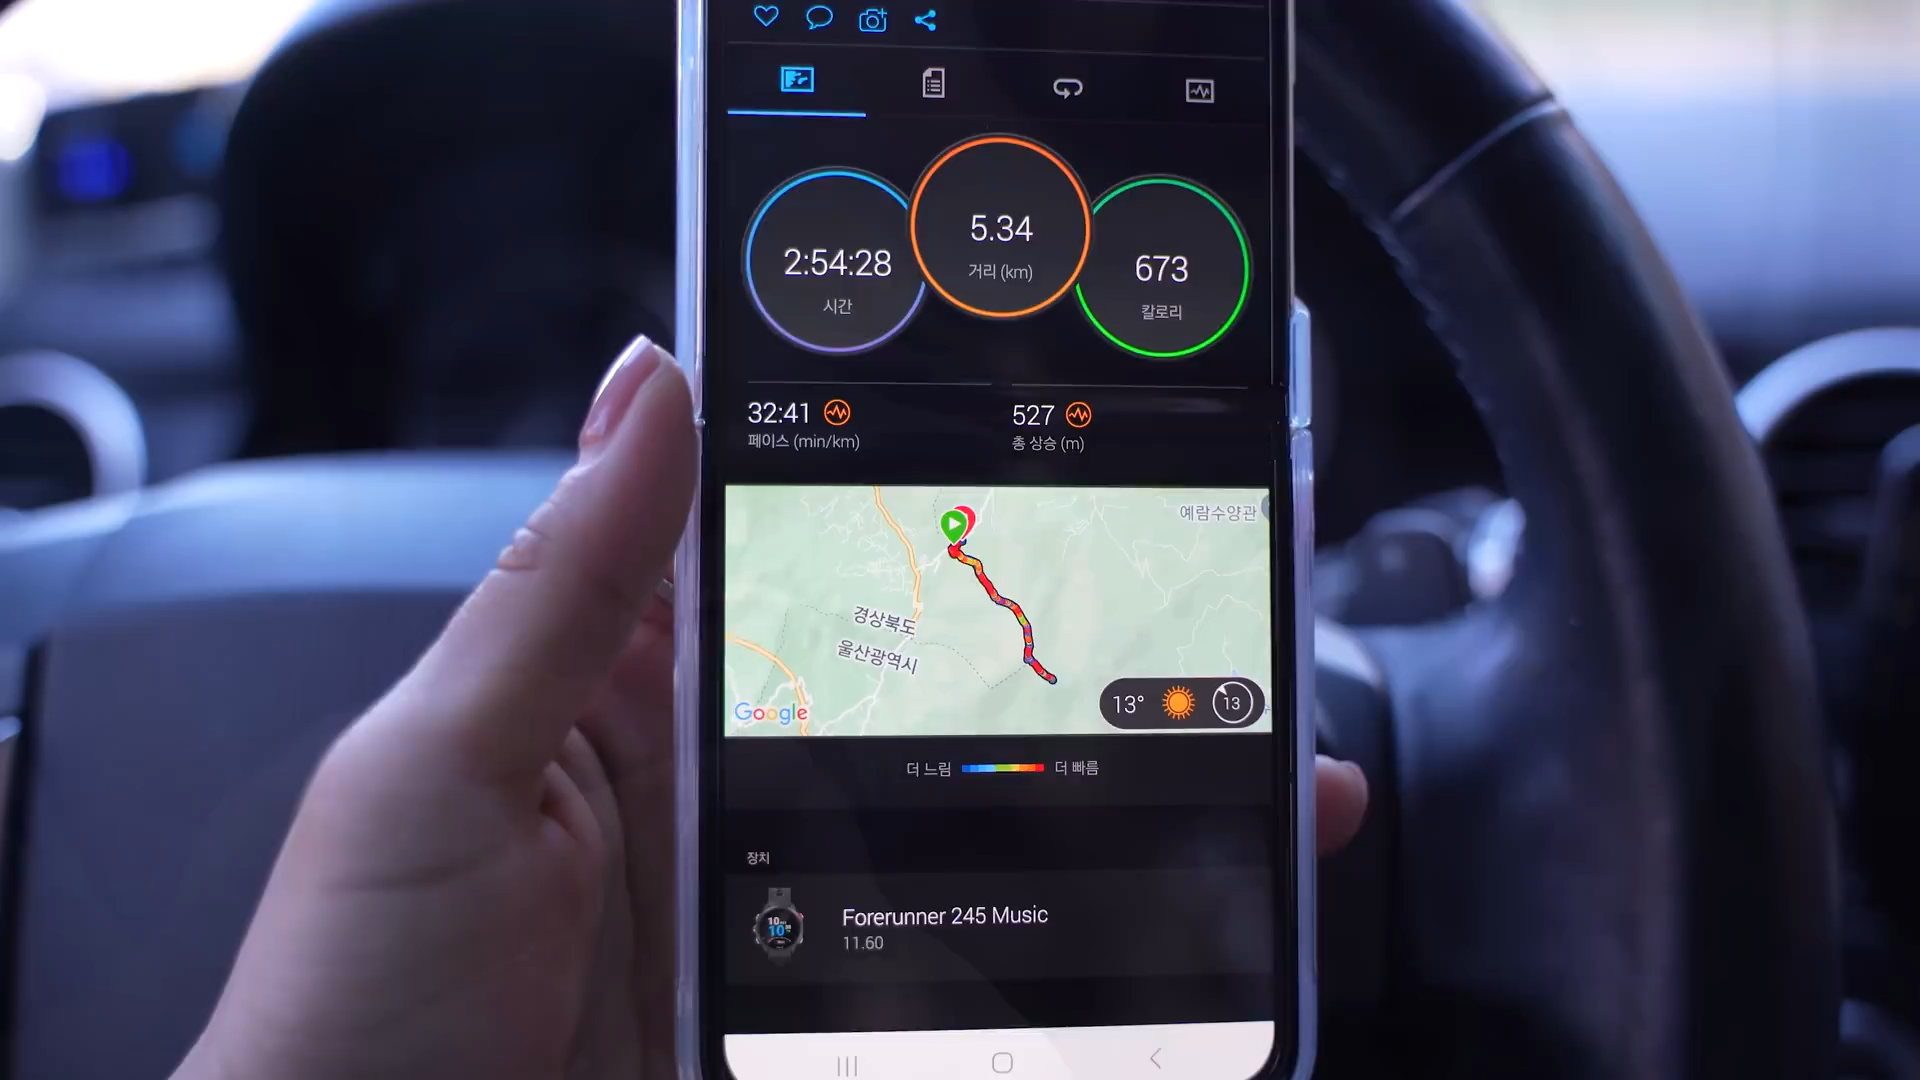 2:54:28
시간
5.34
거리 (km)
673
칼로리
32:41
페이스 (min/km)
527
총 상승 (m)
예람수양관
경상북도
울산광역시
Google
13°
13
더 느림
더 빠름
장치
10
10
Forerunner 245 Music
11.60